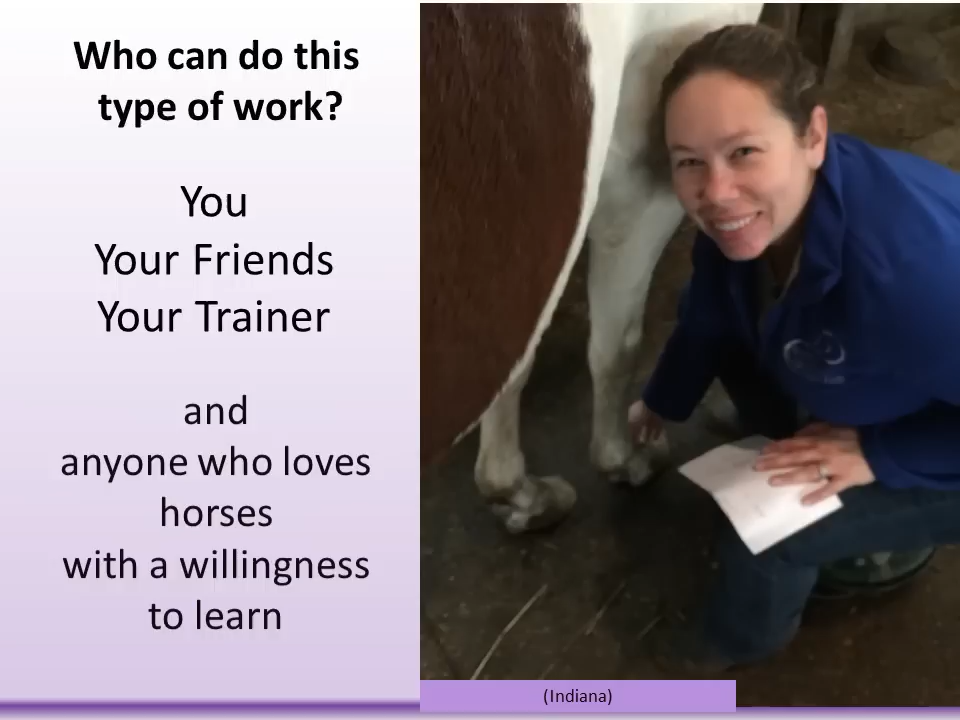 Who can do this
type of work?
You
Your Friends
Your Trainer
and
anyone who loves
horses
with a willingness
to learn
(Indiana)